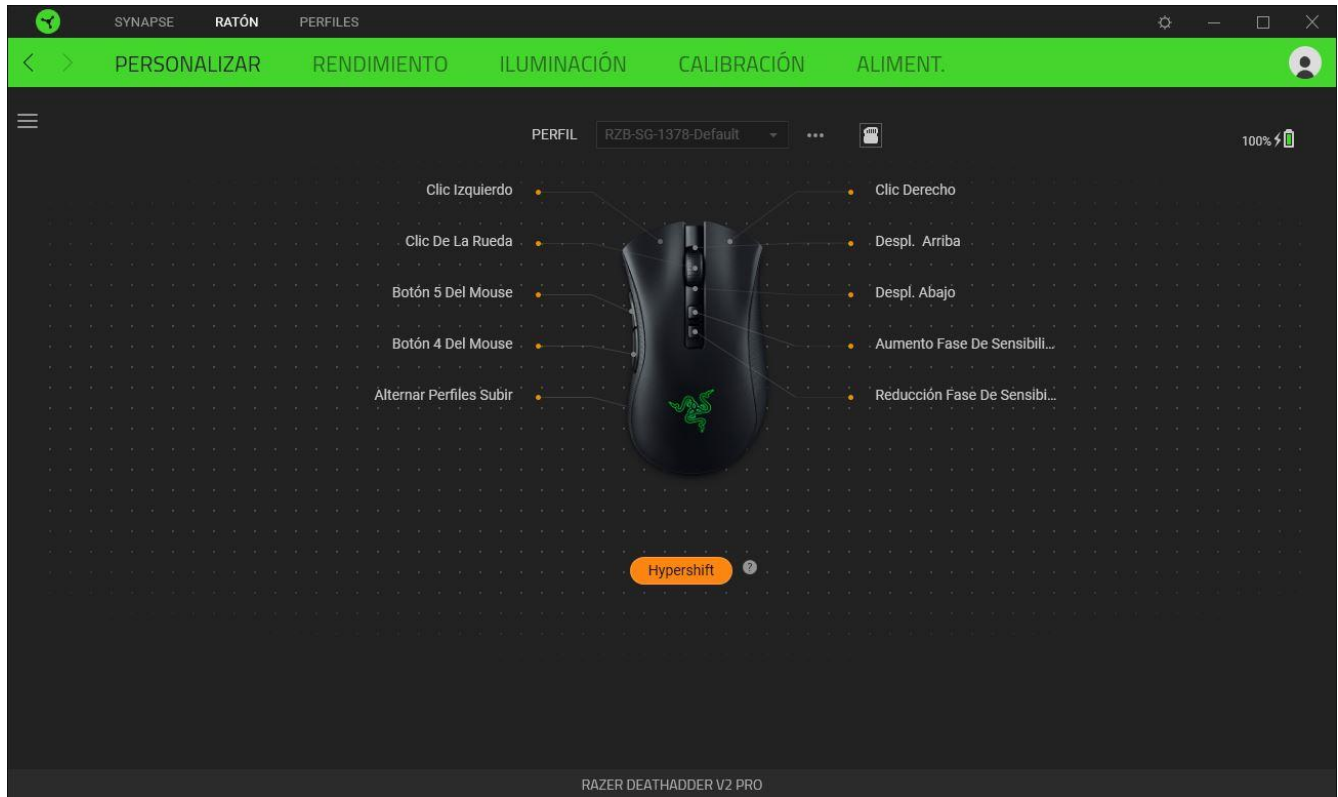 SYNAPSE RATÓN PERFILES
PERSONALIZAR RENDIMIENTO ILUMINACIÓN CALIBRACIÓN ALIMENT.
PERFIL RZB-SG-1378-Default ...
100%
Clic Izquierdo Clic Derecho
Clic De La Rueda Despl. Arriba
Botón 5 Del Mouse Despl. Abajo
Botón 4 Del Mouse Aumento Fase De Sensibili...
Alternar Perfiles Subir Reducción Fase De Sensibi...
Hypershift ?
RAZER DEATHADDER V2 PRO